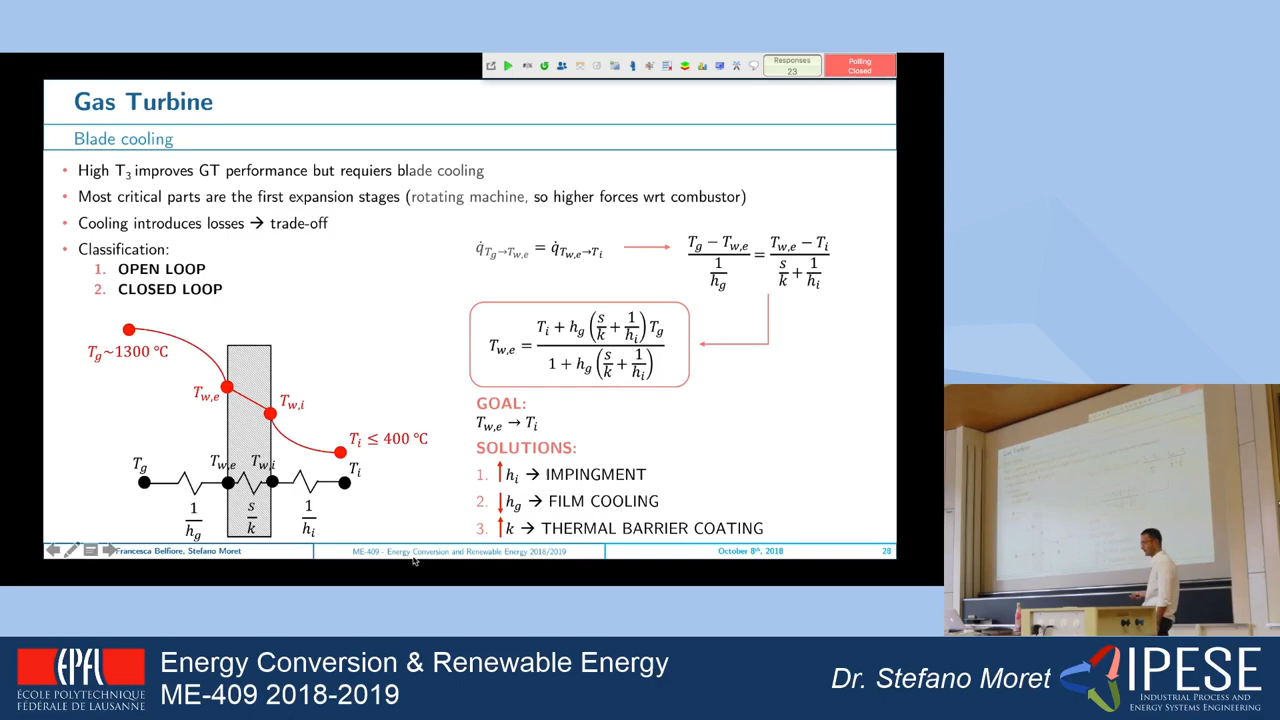 Responses
23
Polling
Closed
Gas Turbine
Blade cooling
• High T3 improves GT performance but requiers blade cooling
• Most critical parts are the first expansion stages (rotating machine, so higher forces wrt combustor)
• Cooling introduces losses → trade-off
• Classification:
1. OPEN LOOP
2. CLOSED LOOP
q̇_{Tg→Tw,e} = q̇_{Tw,e→Ti}
(T_g − T_{w,e}) / (1/h_g) = (T_{w,e} − T_i) / (s/k + 1/h_i)
T_{w,e} = (T_i + h_g (s/k + 1/h_i) T_g) / (1 + h_g (s/k + 1/h_i))
T_g~1300 °C
T_{w,e}
T_{w,i}
T_i ≤ 400 °C
T_g T_{w,e} T_{w,i} T_i
1/h_g s/k 1/h_i
GOAL:
T_{w,e} → T_i
SOLUTIONS:
1. ↑ h_i → IMPINGMENT
2. ↓ h_g → FILM COOLING
3. ↑ k → THERMAL BARRIER COATING
Francesca Belfiore, Stefano Moret
ME-409 - Energy Conversion and Renewable Energy 2018/2019
October 8th, 2018
28
EPFL
ÉCOLE POLYTECHNIQUE
FÉDÉRALE DE LAUSANNE
Energy Conversion & Renewable Energy
ME-409 2018-2019
Dr. Stefano Moret
IPESE
INDUSTRIAL PROCESS AND
ENERGY SYSTEMS ENGINEERING